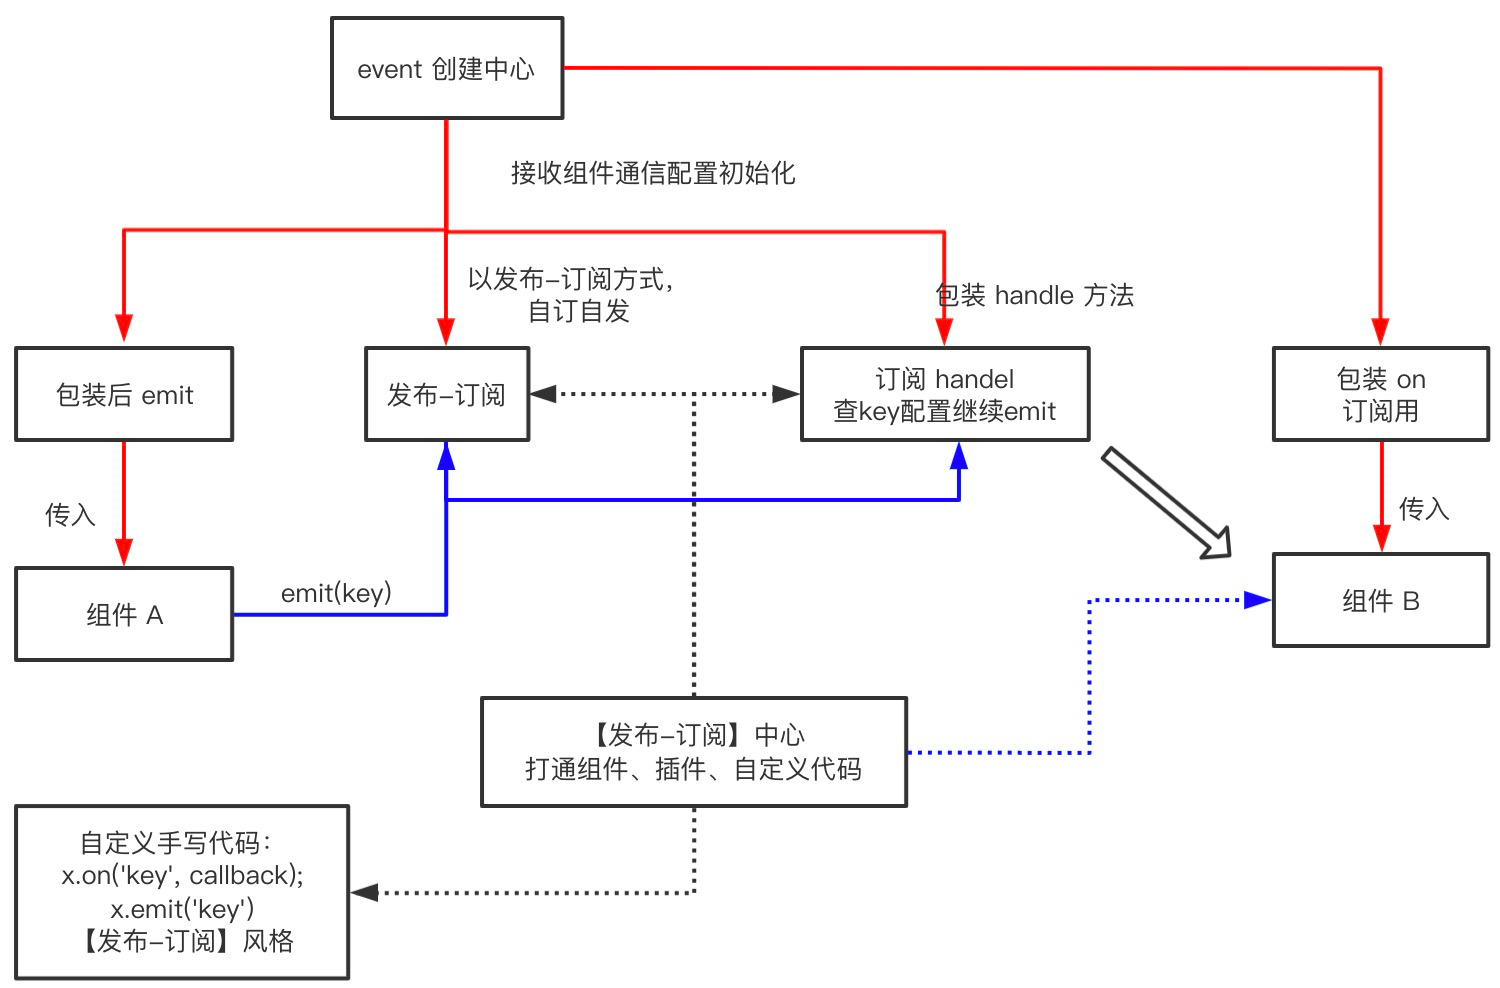 event 创建中心
接收组件通信配置初始化
以发布-订阅方式,
自订自发
包装 handle 方法
包装后 emit
发布-订阅
订阅 handel
查key配置继续emit
包装 on
订阅用
传入
传入
组件 A
emit(key)
组件 B
【发布-订阅】中心
打通组件、插件、自定义代码
自定义手写代码：
x.on('key', callback);
x.emit('key')
【发布-订阅】风格